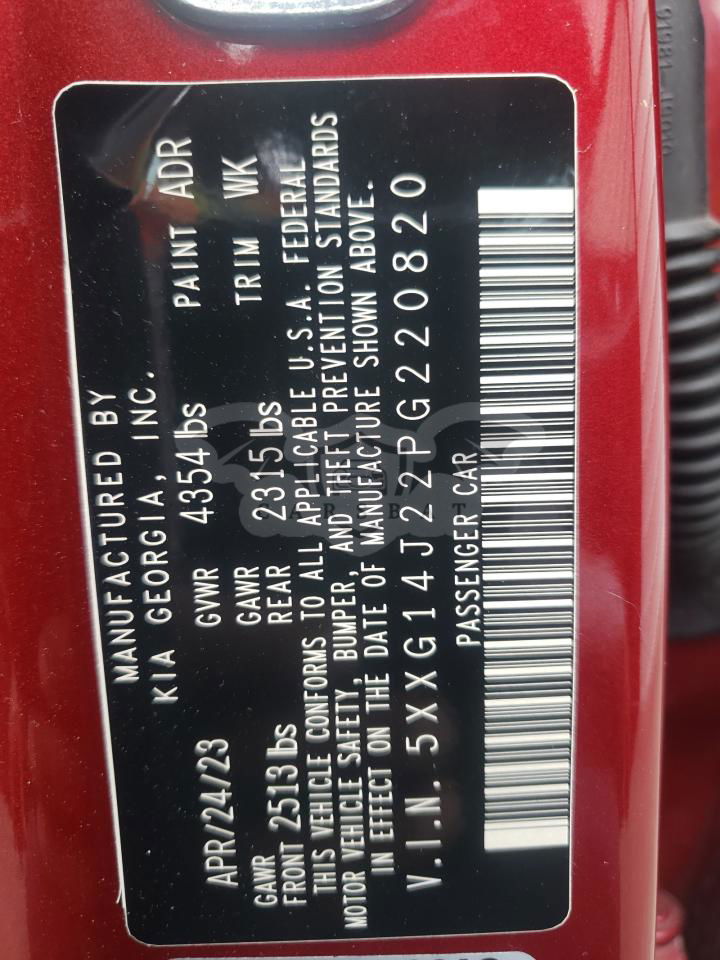 MANUFACTURED BY
KIA GEORGIA, INC.
APR/24/23 GVWR 4354 lbs PAINT ADR
GAWR FRONT 2513 lbs GAWR REAR 2315 lbs TRIM WK
THIS VEHICLE CONFORMS TO ALL APPLICABLE U.S.A. FEDERAL
MOTOR VEHICLE SAFETY, BUMPER, AND THEFT PREVENTION STANDARDS
IN EFFECT ON THE DATE OF MANUFACTURE SHOWN ABOVE.
V.I.N. 5XXG14J22PG220820
PASSENGER CAR